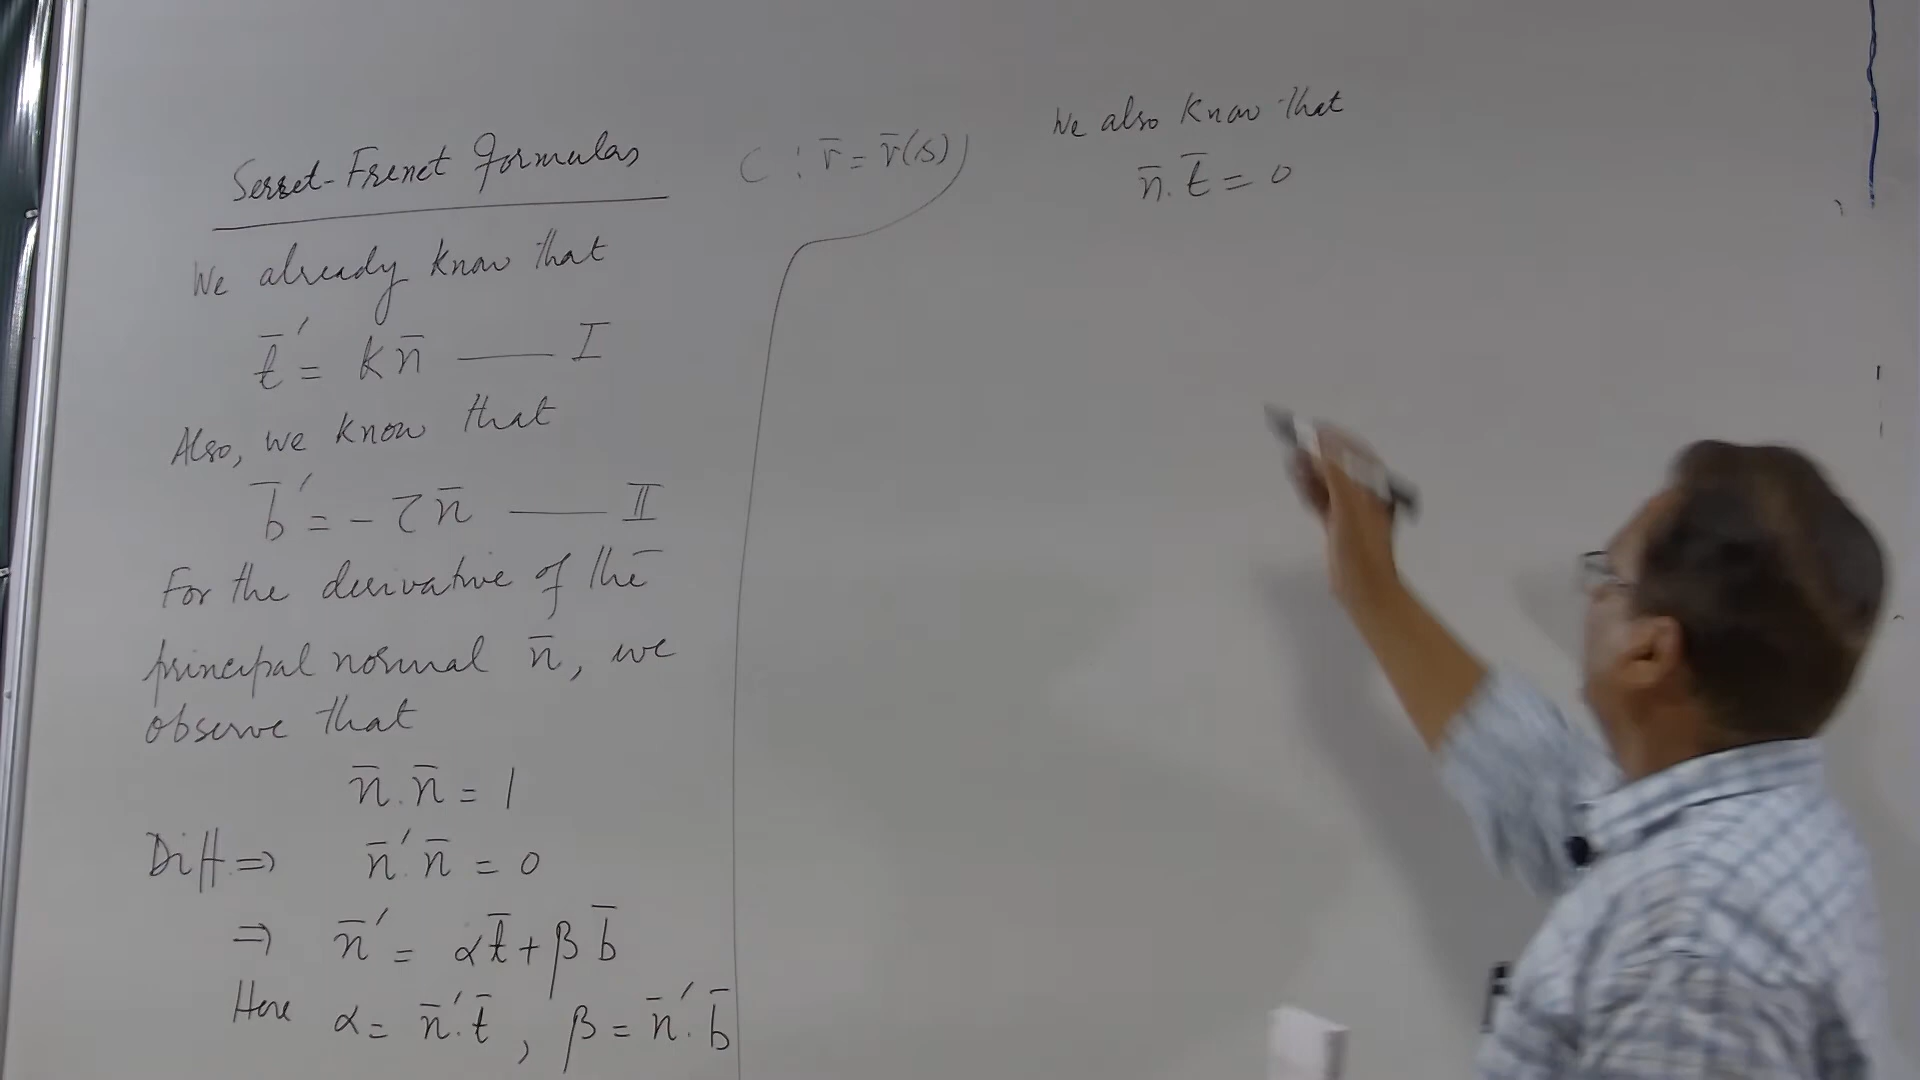 Serret-Frenet Formulas
C : r̄ = r̄(s)
We already know that
t̄′ = k n̄ —— I
Also, we know that
b̄′ = - τ n̄ —— II
For the derivative of the
principal normal n̄, we
observe that
n̄ . n̄ = 1
Diff. ⇒ n̄′. n̄ = 0
⇒ n̄′ = α t̄ + β b̄
Here α = n̄′. t̄ , β = n̄′. b̄
We also know that
n̄ . t̄ = 0